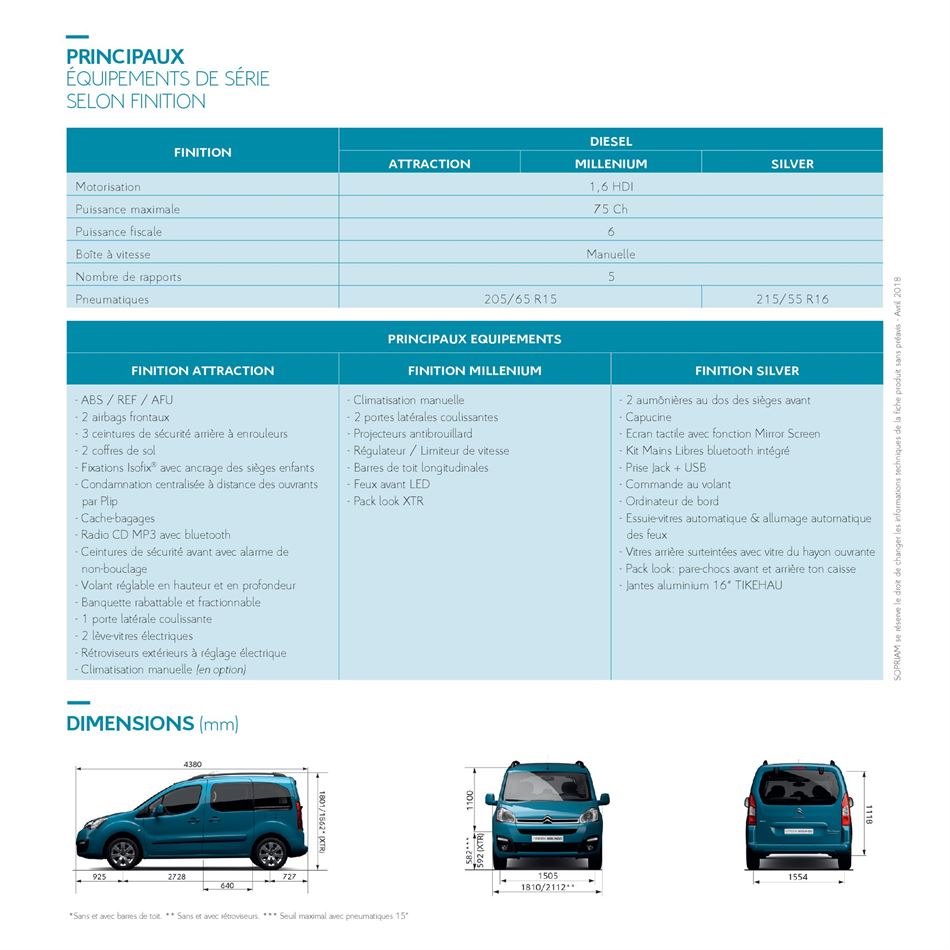 PRINCIPAUX
ÉQUIPEMENTS DE SÉRIE
SELON FINITION
FINITION
DIESEL
ATTRACTION MILLENIUM SILVER
Motorisation 1,6 HDI
Puissance maximale 75 Ch
Puissance fiscale 6
Boîte à vitesse Manuelle
Nombre de rapports 5
Pneumatiques 205/65 R15 215/55 R16
PRINCIPAUX EQUIPEMENTS
FINITION ATTRACTION
- ABS / REF / AFU
- 2 airbags frontaux
- 3 ceintures de sécurité arrière à enrouleurs
- 2 coffres de sol
- Fixations Isofix® avec ancrage des sièges enfants
- Condamnation centralisée à distance des ouvrants
par Plip
- Cache-bagages
- Radio CD MP3 avec bluetooth
- Ceintures de sécurité avant avec alarme de
non-bouclage
- Volant réglable en hauteur et en profondeur
- Banquette rabattable et fractionnable
- 1 porte latérale coulissante
- 2 lève-vitres électriques
- Rétroviseurs extérieurs à réglage électrique
- Climatisation manuelle (en option)
FINITION MILLENIUM
- Climatisation manuelle
- 2 portes latérales coulissantes
- Projecteurs antibrouillard
- Régulateur / Limiteur de vitesse
- Barres de toit longitudinales
- Feux avant LED
- Pack look XTR
FINITION SILVER
- 2 aumônières au dos des sièges avant
- Capucine
- Ecran tactile avec fonction Mirror Screen
- Kit Mains Libres bluetooth intégré
- Prise Jack + USB
- Commande au volant
- Ordinateur de bord
- Essuie-vitres automatique & allumage automatique
des feux
- Vitres arrière surteintées avec vitre du hayon ouvrante
- Pack look: pare-chocs avant et arrière ton caisse
- Jantes aluminium 16" TIKEHAU
SOPRIAM se réserve le droit de changer les informations techniques de la fiche produit sans préavis - Avril 2018
DIMENSIONS (mm)
4380
1801/1862* (XTR)
925 2728 727
640
1100
582***
592 (XTR)
1505
1810/2112**
1118
1554
*Sans et avec barres de toit. ** Sans et avec rétroviseurs. *** Seuil maximal avec pneumatiques 15"